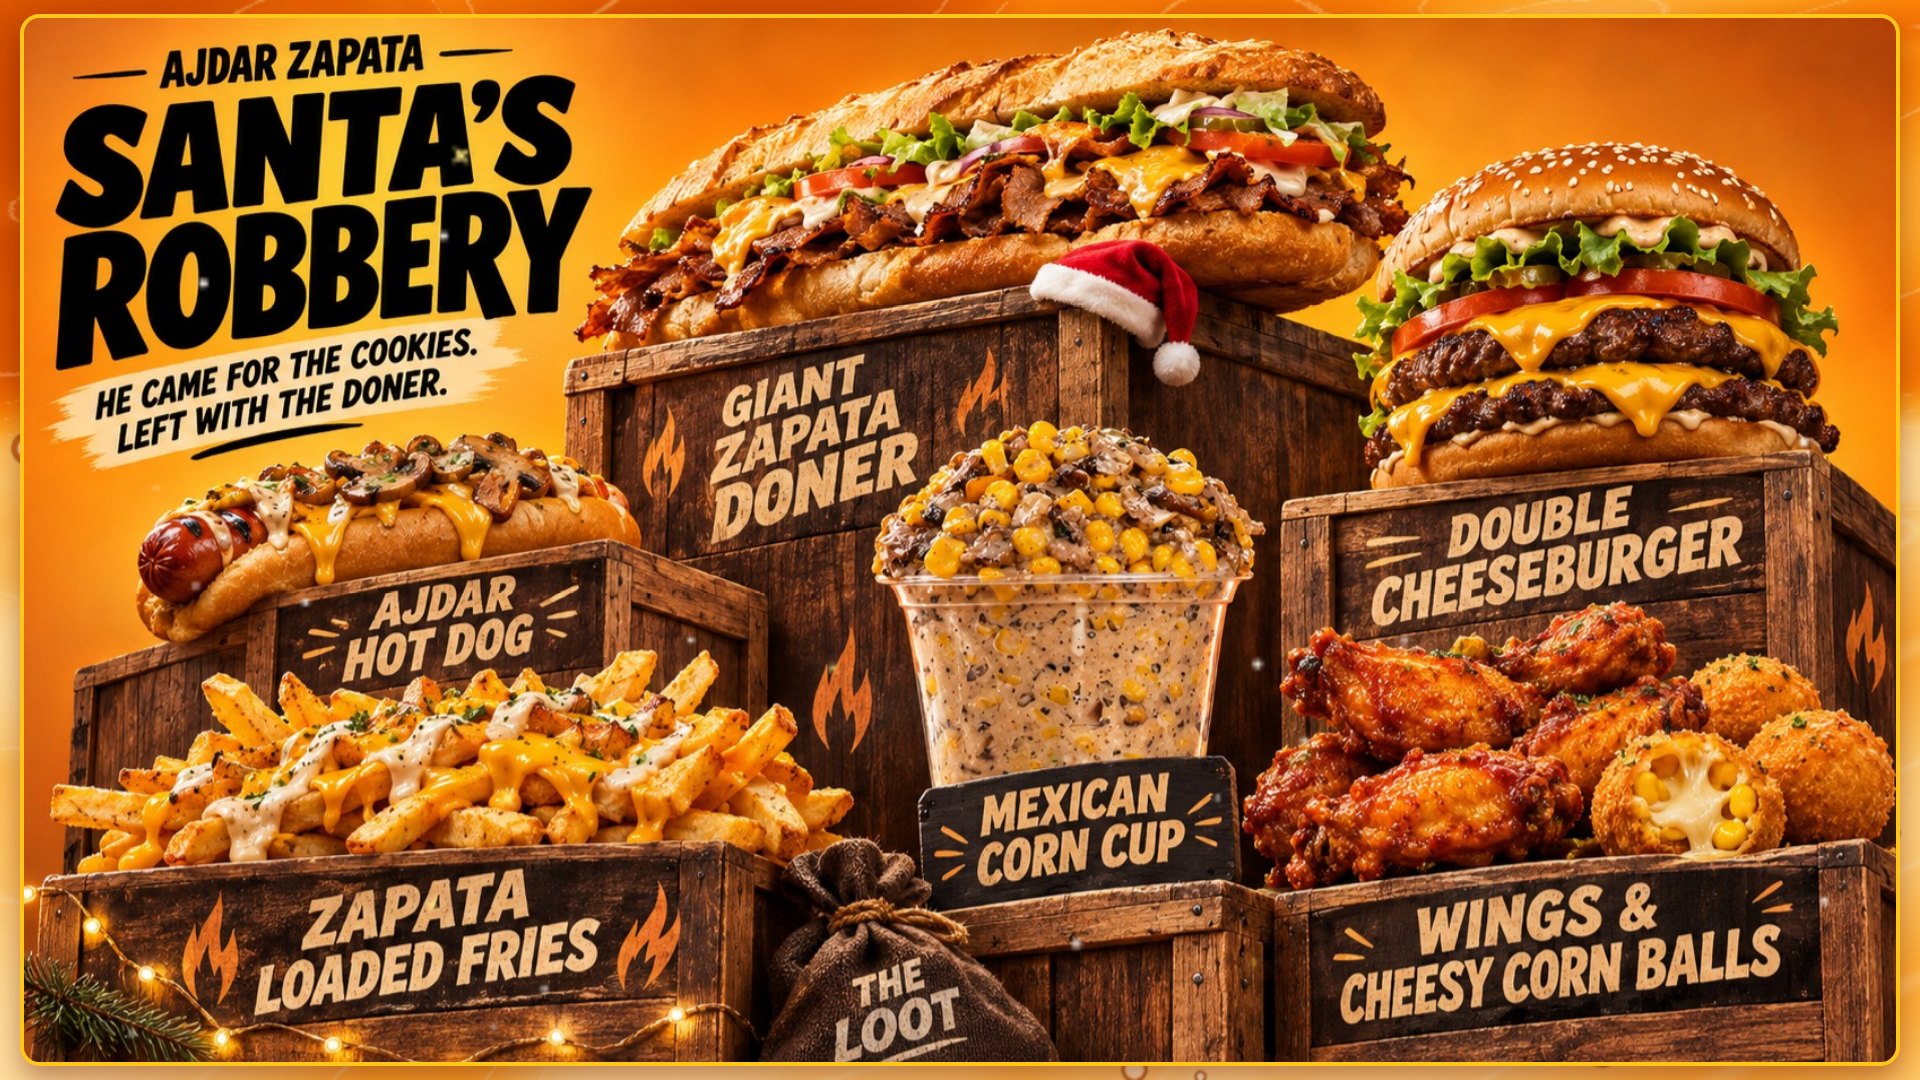 AJDAR ZAPATA
SANTA'S
ROBBERY
HE CAME FOR THE COOKIES.
LEFT WITH THE DONER.
GIANT
ZAPATA
DONER
AJDAR
HOT DOG
DOUBLE
CHEESEBURGER
MEXICAN
CORN CUP
ZAPATA
LOADED FRIES
THE
LOOT
WINGS &
CHEESY CORN BALLS